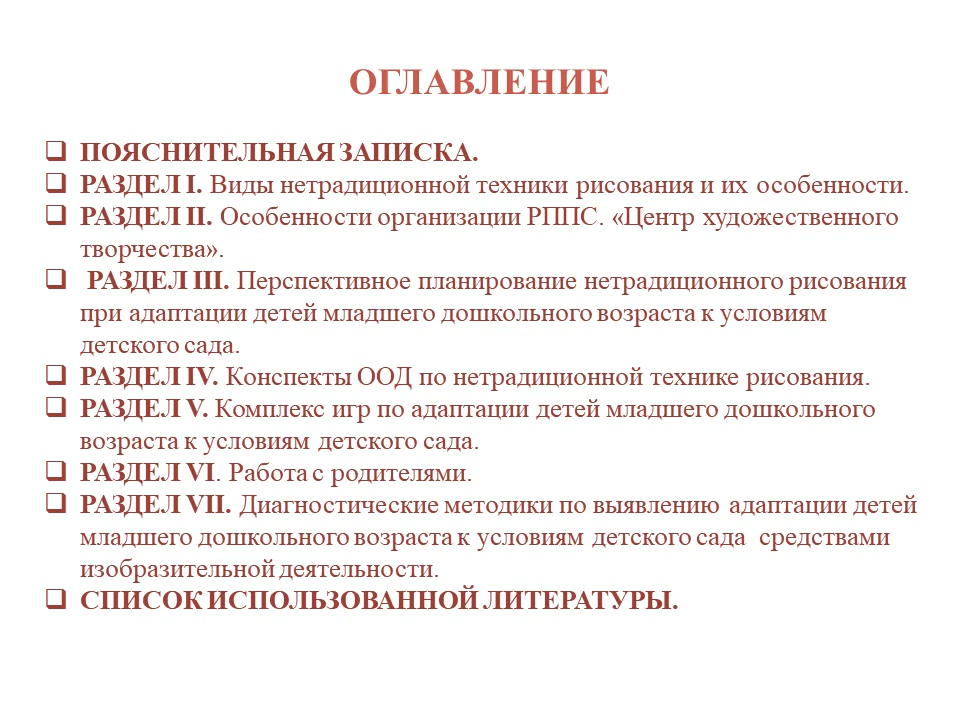 ОГЛАВЛЕНИЕ
ПОЯСНИТЕЛЬНАЯ ЗАПИСКА.
РАЗДЕЛ I. Виды нетрадиционной техники рисования и их особенности.
РАЗДЕЛ II. Особенности организации РППС. «Центр художественного
творчества».
РАЗДЕЛ III. Перспективное планирование нетрадиционного рисования
при адаптации детей младшего дошкольного возраста к условиям
детского сада.
РАЗДЕЛ IV. Конспекты ООД по нетрадиционной технике рисования.
РАЗДЕЛ V. Комплекс игр по адаптации детей младшего дошкольного
возраста к условиям детского сада.
РАЗДЕЛ VI. Работа с родителями.
РАЗДЕЛ VII. Диагностические методики по выявлению адаптации детей
младшего дошкольного возраста к условиям детского сада средствами
изобразительной деятельности.
СПИСОК ИСПОЛЬЗОВАННОЙ ЛИТЕРАТУРЫ.